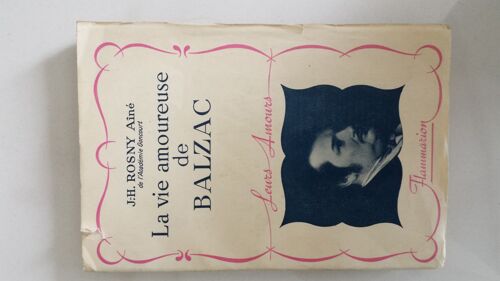 J.-H. ROSNY Aîné
de l'Académie Goncourt
La vie amoureuse
de
BALZAC
Leurs Amours
Flammarion